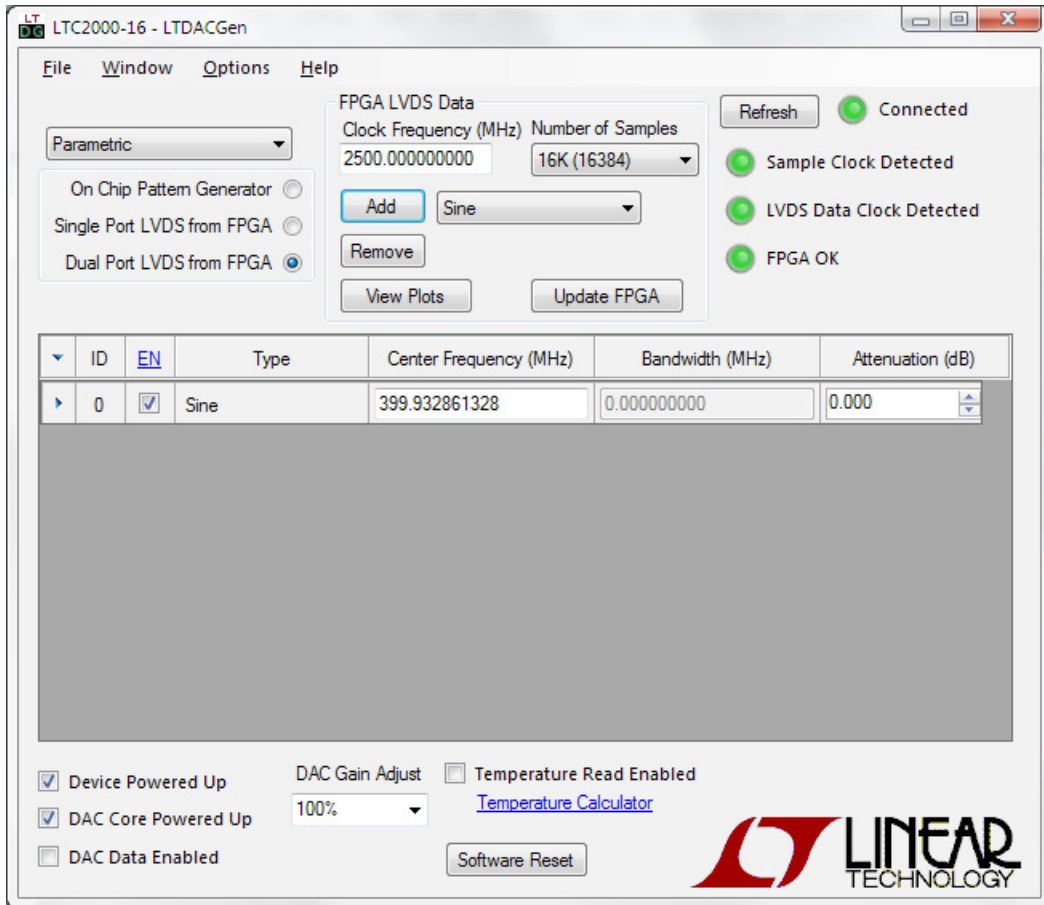 LT
DG LTC2000-16 - LTDACGen
File Window Options Help
Parametric
On Chip Pattern Generator
Single Port LVDS from FPGA
Dual Port LVDS from FPGA
FPGA LVDS Data
Clock Frequency (MHz) Number of Samples
2500.000000000 16K (16384)
Add Sine
Remove
View Plots Update FPGA
Refresh Connected
Sample Clock Detected
LVDS Data Clock Detected
FPGA OK
ID EN Type Center Frequency (MHz) Bandwidth (MHz) Attenuation (dB)
0 Sine 399.932861328 0.000000000 0.000
Device Powered Up
DAC Core Powered Up
DAC Data Enabled
DAC Gain Adjust
100%
Temperature Read Enabled
Temperature Calculator
Software Reset
LINEAR
TECHNOLOGY